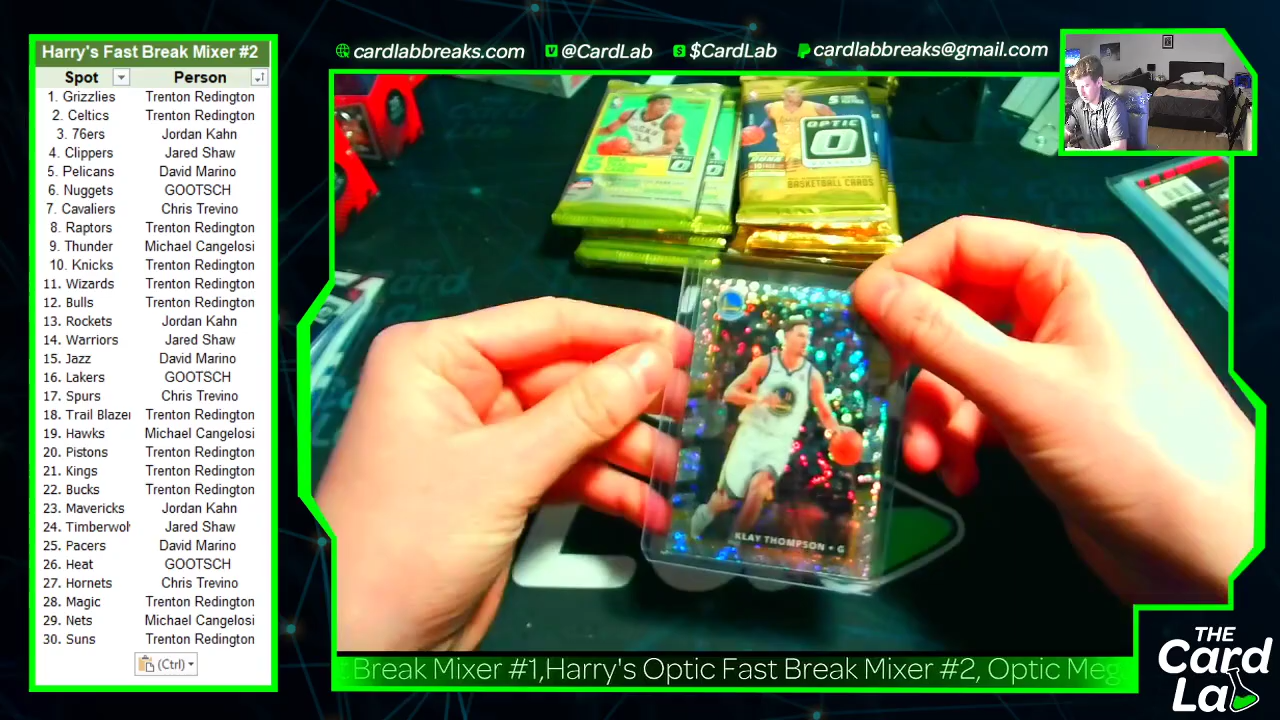 Harry's Fast Break Mixer #2
Spot Person
1. Grizzlies Trenton Redington
2. Celtics Trenton Redington
3. 76ers Jordan Kahn
4. Clippers Jared Shaw
5. Pelicans David Marino
6. Nuggets GOOTSCH
7. Cavaliers Chris Trevino
8. Raptors Trenton Redington
9. Thunder Michael Cangelosi
10. Knicks Trenton Redington
11. Wizards Trenton Redington
12. Bulls Trenton Redington
13. Rockets Jordan Kahn
14. Warriors Jared Shaw
15. Jazz David Marino
16. Lakers GOOTSCH
17. Spurs Chris Trevino
18. Trail Blazer Trenton Redington
19. Hawks Michael Cangelosi
20. Pistons Trenton Redington
21. Kings Trenton Redington
22. Bucks Trenton Redington
23. Mavericks Jordan Kahn
24. Timberwol Jared Shaw
25. Pacers David Marino
26. Heat GOOTSCH
27. Hornets Chris Trevino
28. Magic Trenton Redington
29. Nets Michael Cangelosi
30. Suns Trenton Redington
(Ctrl)
cardlabbreaks.com @CardLab $CardLab cardlabbreaks@gmail.com
OPTIC
BASKETBALL CARDS
KLAY THOMPSON • G
t Break Mixer #1,Harry's Optic Fast Break Mixer #2, Optic Meg
THE
Card
Lab